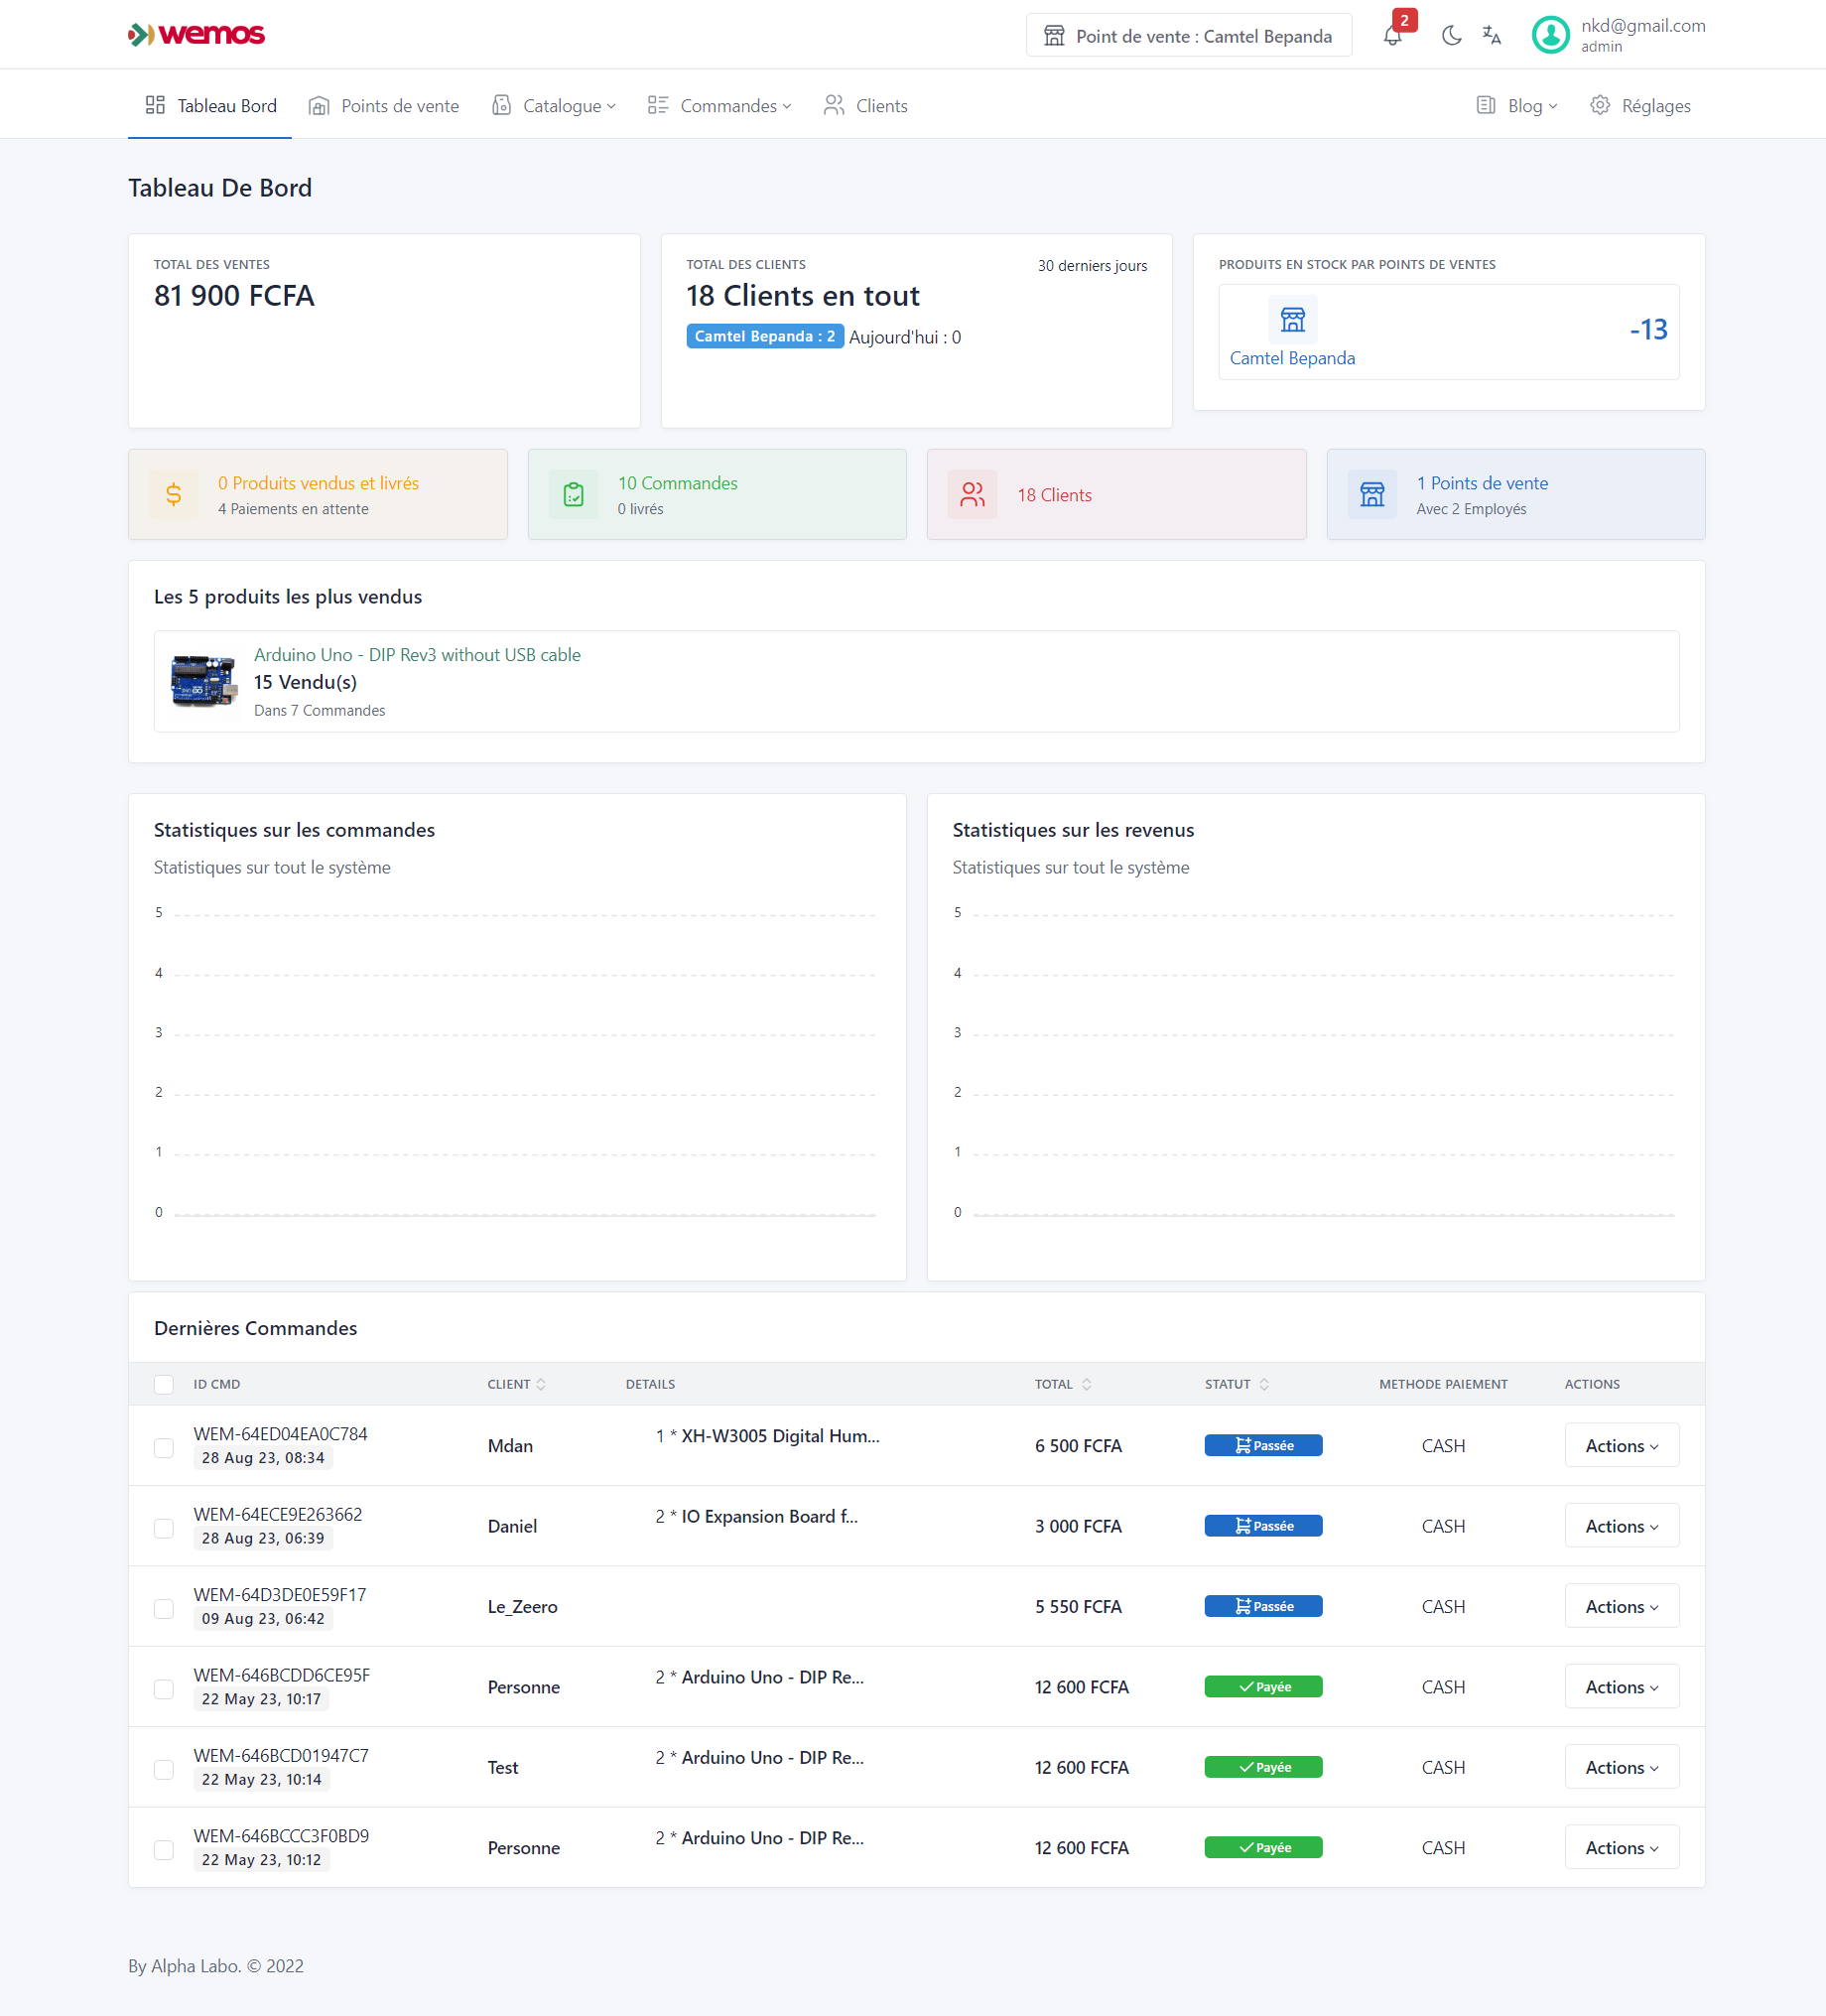 wemos
Point de vente : Camtel Bepanda
2
nkd@gmail.com
admin
Tableau Bord
Points de vente
Catalogue
Commandes
Clients
Blog
Réglages
Tableau De Bord
TOTAL DES VENTES
81 900 FCFA
TOTAL DES CLIENTS
30 derniers jours
18 Clients en tout
Camtel Bepanda : 2 Aujourd'hui : 0
PRODUITS EN STOCK PAR POINTS DE VENTES
Camtel Bepanda
-13
0 Produits vendus et livrés
4 Paiements en attente
10 Commandes
0 livrés
18 Clients
1 Points de vente
Avec 2 Employés
Les 5 produits les plus vendus
Arduino Uno - DIP Rev3 without USB cable
15 Vendu(s)
Dans 7 Commandes
Statistiques sur les commandes
Statistiques sur tout le système
5
4
3
2
1
0
Statistiques sur les revenus
Statistiques sur tout le système
5
4
3
2
1
0
Dernières Commandes
ID CMD CLIENT DETAILS TOTAL STATUT METHODE PAIEMENT ACTIONS
WEM-64ED04EA0C784
28 Aug 23, 08:34
Mdan 1 * XH-W3005 Digital Hum... 6 500 FCFA Passée CASH Actions
WEM-64ECE9E263662
28 Aug 23, 06:39
Daniel 2 * IO Expansion Board f... 3 000 FCFA Passée CASH Actions
WEM-64D3DE0E59F17
09 Aug 23, 06:42
Le_Zeero 5 550 FCFA Passée CASH Actions
WEM-646BCDD6CE95F
22 May 23, 10:17
Personne 2 * Arduino Uno - DIP Re... 12 600 FCFA Payée CASH Actions
WEM-646BCD01947C7
22 May 23, 10:14
Test 2 * Arduino Uno - DIP Re... 12 600 FCFA Payée CASH Actions
WEM-646BCCC3F0BD9
22 May 23, 10:12
Personne 2 * Arduino Uno - DIP Re... 12 600 FCFA Payée CASH Actions
By Alpha Labo. © 2022